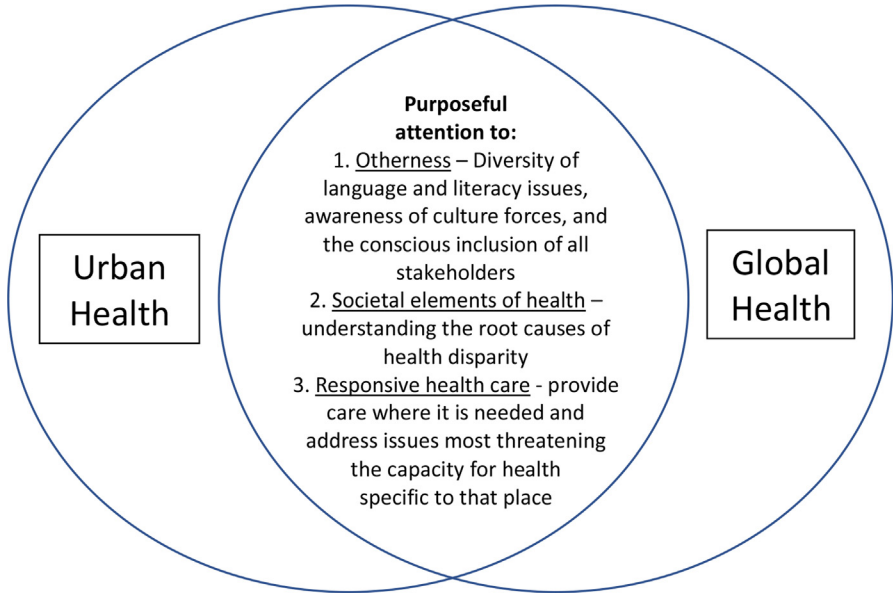 Purposeful
attention to:
1. Otherness – Diversity of
language and literacy issues,
awareness of culture forces, and
the conscious inclusion of all
stakeholders
2. Societal elements of health –
understanding the root causes of
health disparity
3. Responsive health care - provide
care where it is needed and
address issues most threatening
the capacity for health
specific to that place
Urban
Health
Global
Health